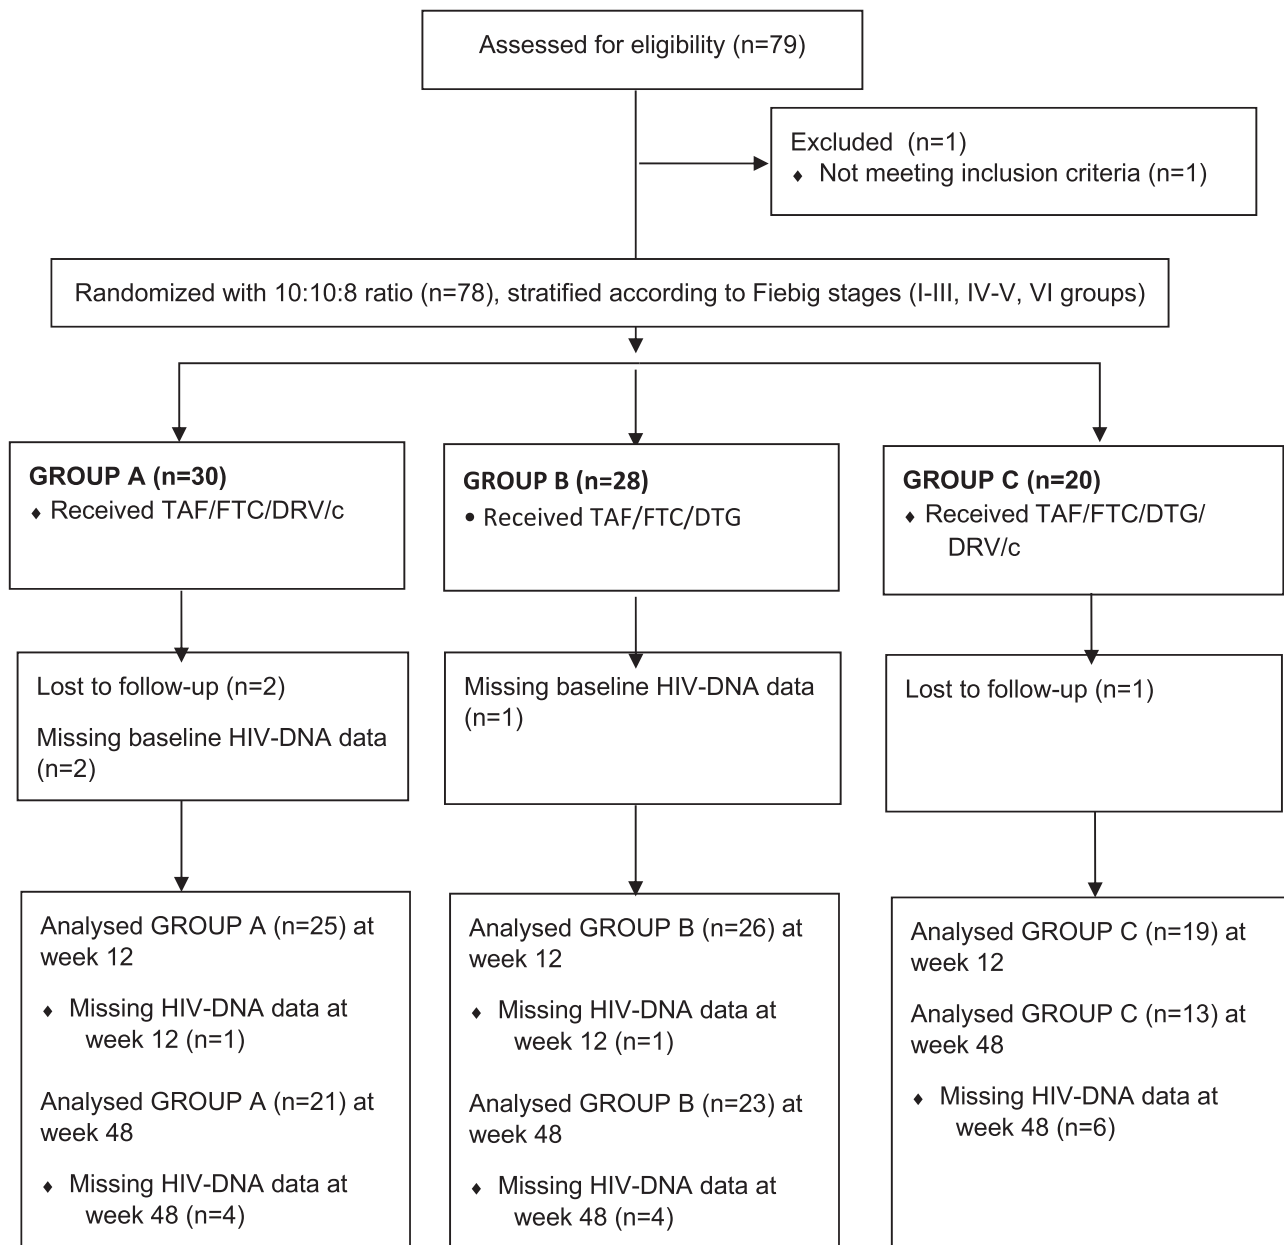 Assessed for eligibility (n=79)
Excluded (n=1)
♦ Not meeting inclusion criteria (n=1)
Randomized with 10:10:8 ratio (n=78), stratified according to Fiebig stages (I-III, IV-V, VI groups)
GROUP A (n=30)
♦ Received TAF/FTC/DRV/c
GROUP B (n=28)
• Received TAF/FTC/DTG
GROUP C (n=20)
♦ Received TAF/FTC/DTG/
DRV/c
Lost to follow-up (n=2)
Missing baseline HIV-DNA data
(n=2)
Missing baseline HIV-DNA data
(n=1)
Lost to follow-up (n=1)
Analysed GROUP A (n=25) at
week 12
♦ Missing HIV-DNA data at
week 12 (n=1)
Analysed GROUP A (n=21) at
week 48
♦ Missing HIV-DNA data at
week 48 (n=4)
Analysed GROUP B (n=26) at
week 12
♦ Missing HIV-DNA data at
week 12 (n=1)
Analysed GROUP B (n=23) at
week 48
♦ Missing HIV-DNA data at
week 48 (n=4)
Analysed GROUP C (n=19) at
week 12
Analysed GROUP C (n=13) at
week 48
♦ Missing HIV-DNA data at
week 48 (n=6)